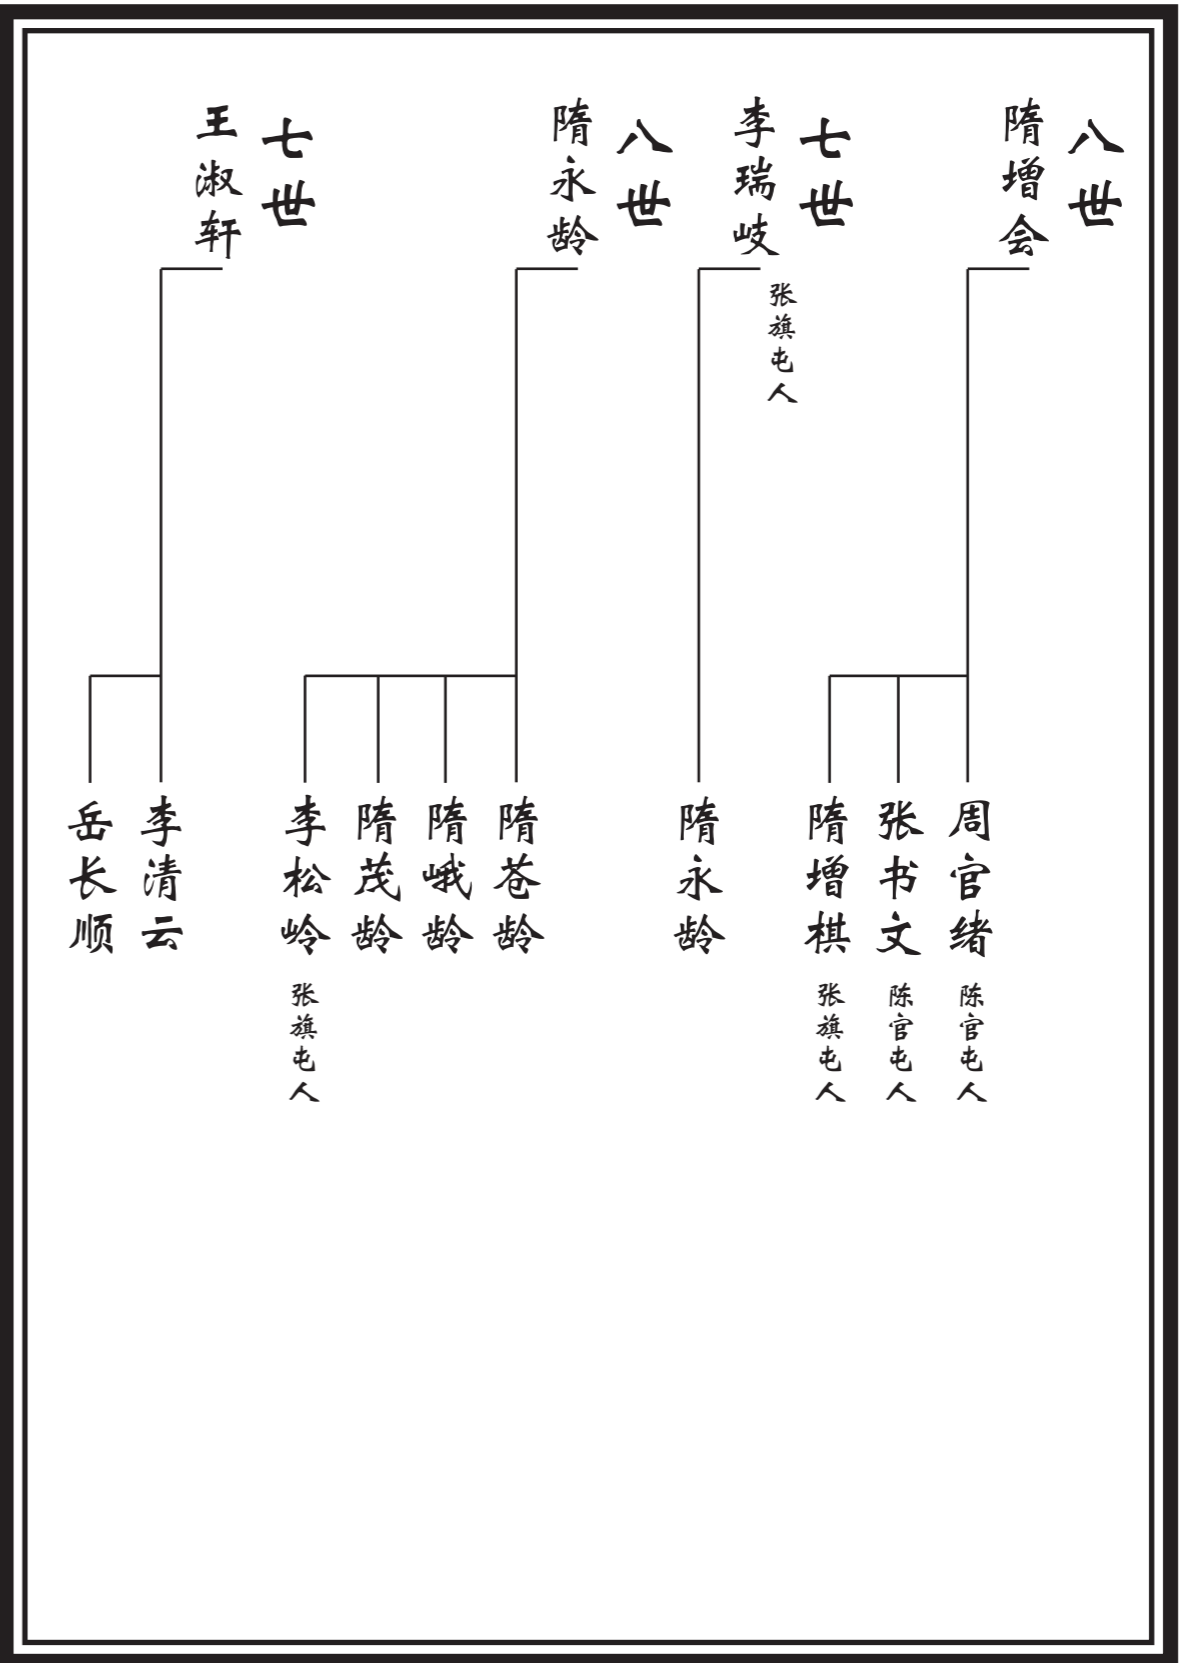 八世
隋增会
周官绪
陈官屯人
张书文
陈官屯人
隋增棋
张旗屯人
七世
李瑞岐
张旗屯人
隋永龄
八世
隋永龄
隋苍龄
隋峨龄
隋茂龄
李松岭
张旗屯人
七世
王淑轩
李清云
岳长顺